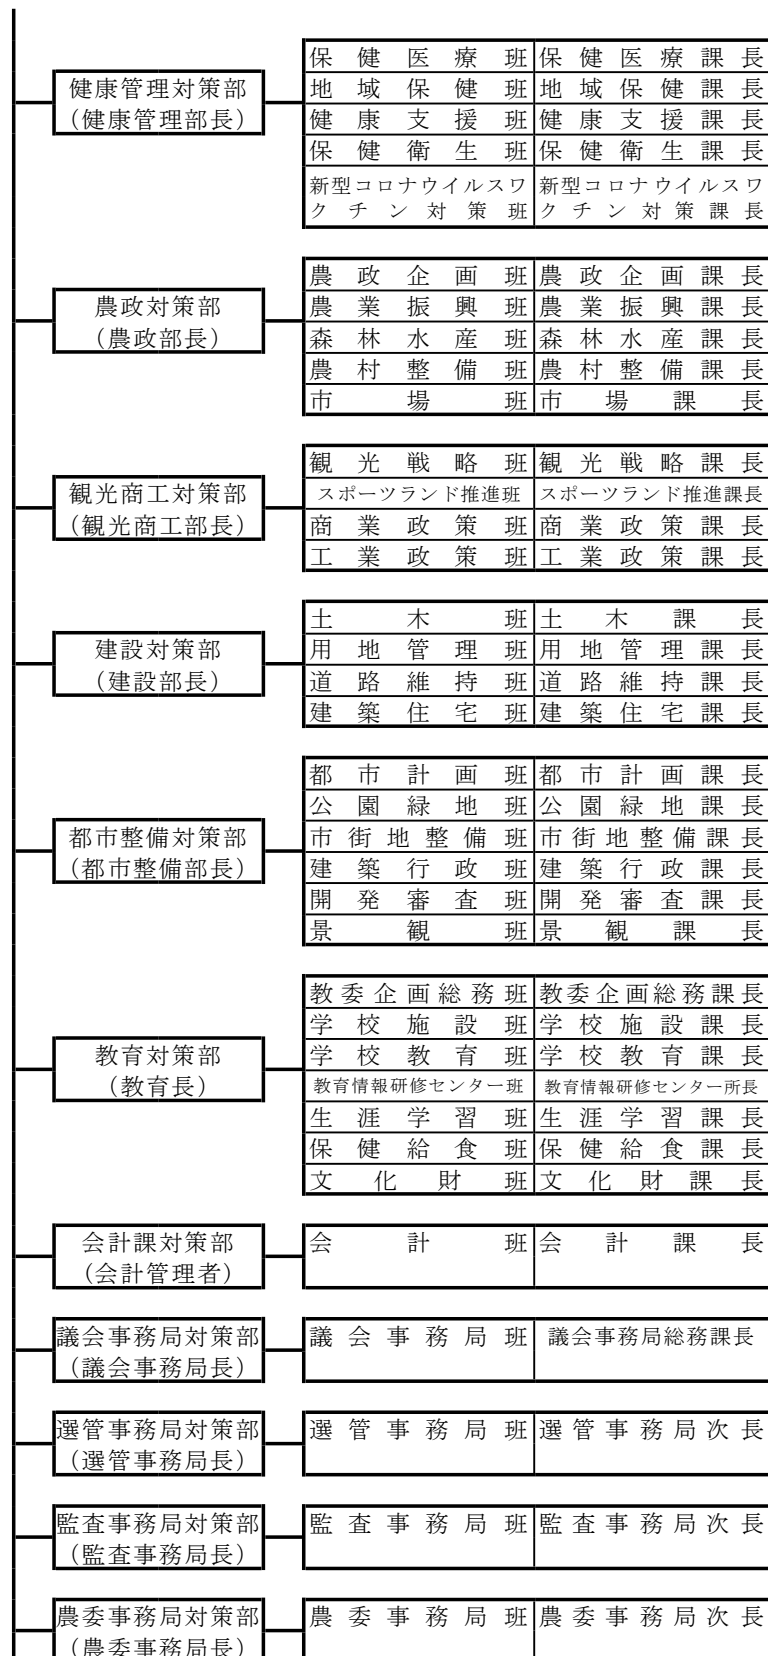 健康管理対策部
(健康管理部長)
保健医療班 保健医療課長
地域保健班 地域保健課長
健康支援班 健康支援課長
保健衛生班 保健衛生課長
新型コロナウイルスワ 新型コロナウイルスワ
クチン対策班 クチン対策課長
農政対策部
(農政部長)
農政企画班 農政企画課長
農業振興班 農業振興課長
森林水産班 森林水産課長
農村整備班 農村整備課長
市場班 市場課長
観光商工対策部
(観光商工部長)
観光戦略班 観光戦略課長
スポーツランド推進班 スポーツランド推進課長
商業政策班 商業政策課長
工業政策班 工業政策課長
建設対策部
(建設部長)
土木班 土木課長
用地管理班 用地管理課長
道路維持班 道路維持課長
建築住宅班 建築住宅課長
都市整備対策部
(都市整備部長)
都市計画班 都市計画課長
公園緑地班 公園緑地課長
市街地整備班 市街地整備課長
建築行政班 建築行政課長
開発審査班 開発審査課長
景観班 景観課長
教育対策部
(教育長)
教委企画総務班 教委企画総務課長
学校施設班 学校施設課長
学校教育班 学校教育課長
教育情報研修センター班 教育情報研修センター所長
生涯学習班 生涯学習課長
保健給食班 保健給食課長
文化財班 文化財課長
会計課対策部
(会計管理者)
会計班 会計課長
議会事務局対策部
(議会事務局長)
議会事務局班 議会事務局総務課長
選管事務局対策部
(選管事務局長)
選管事務局班 選管事務局次長
監査事務局対策部
(監査事務局長)
監査事務局班 監査事務局次長
農委事務局対策部
(農委事務局長)
農委事務局班 農委事務局次長